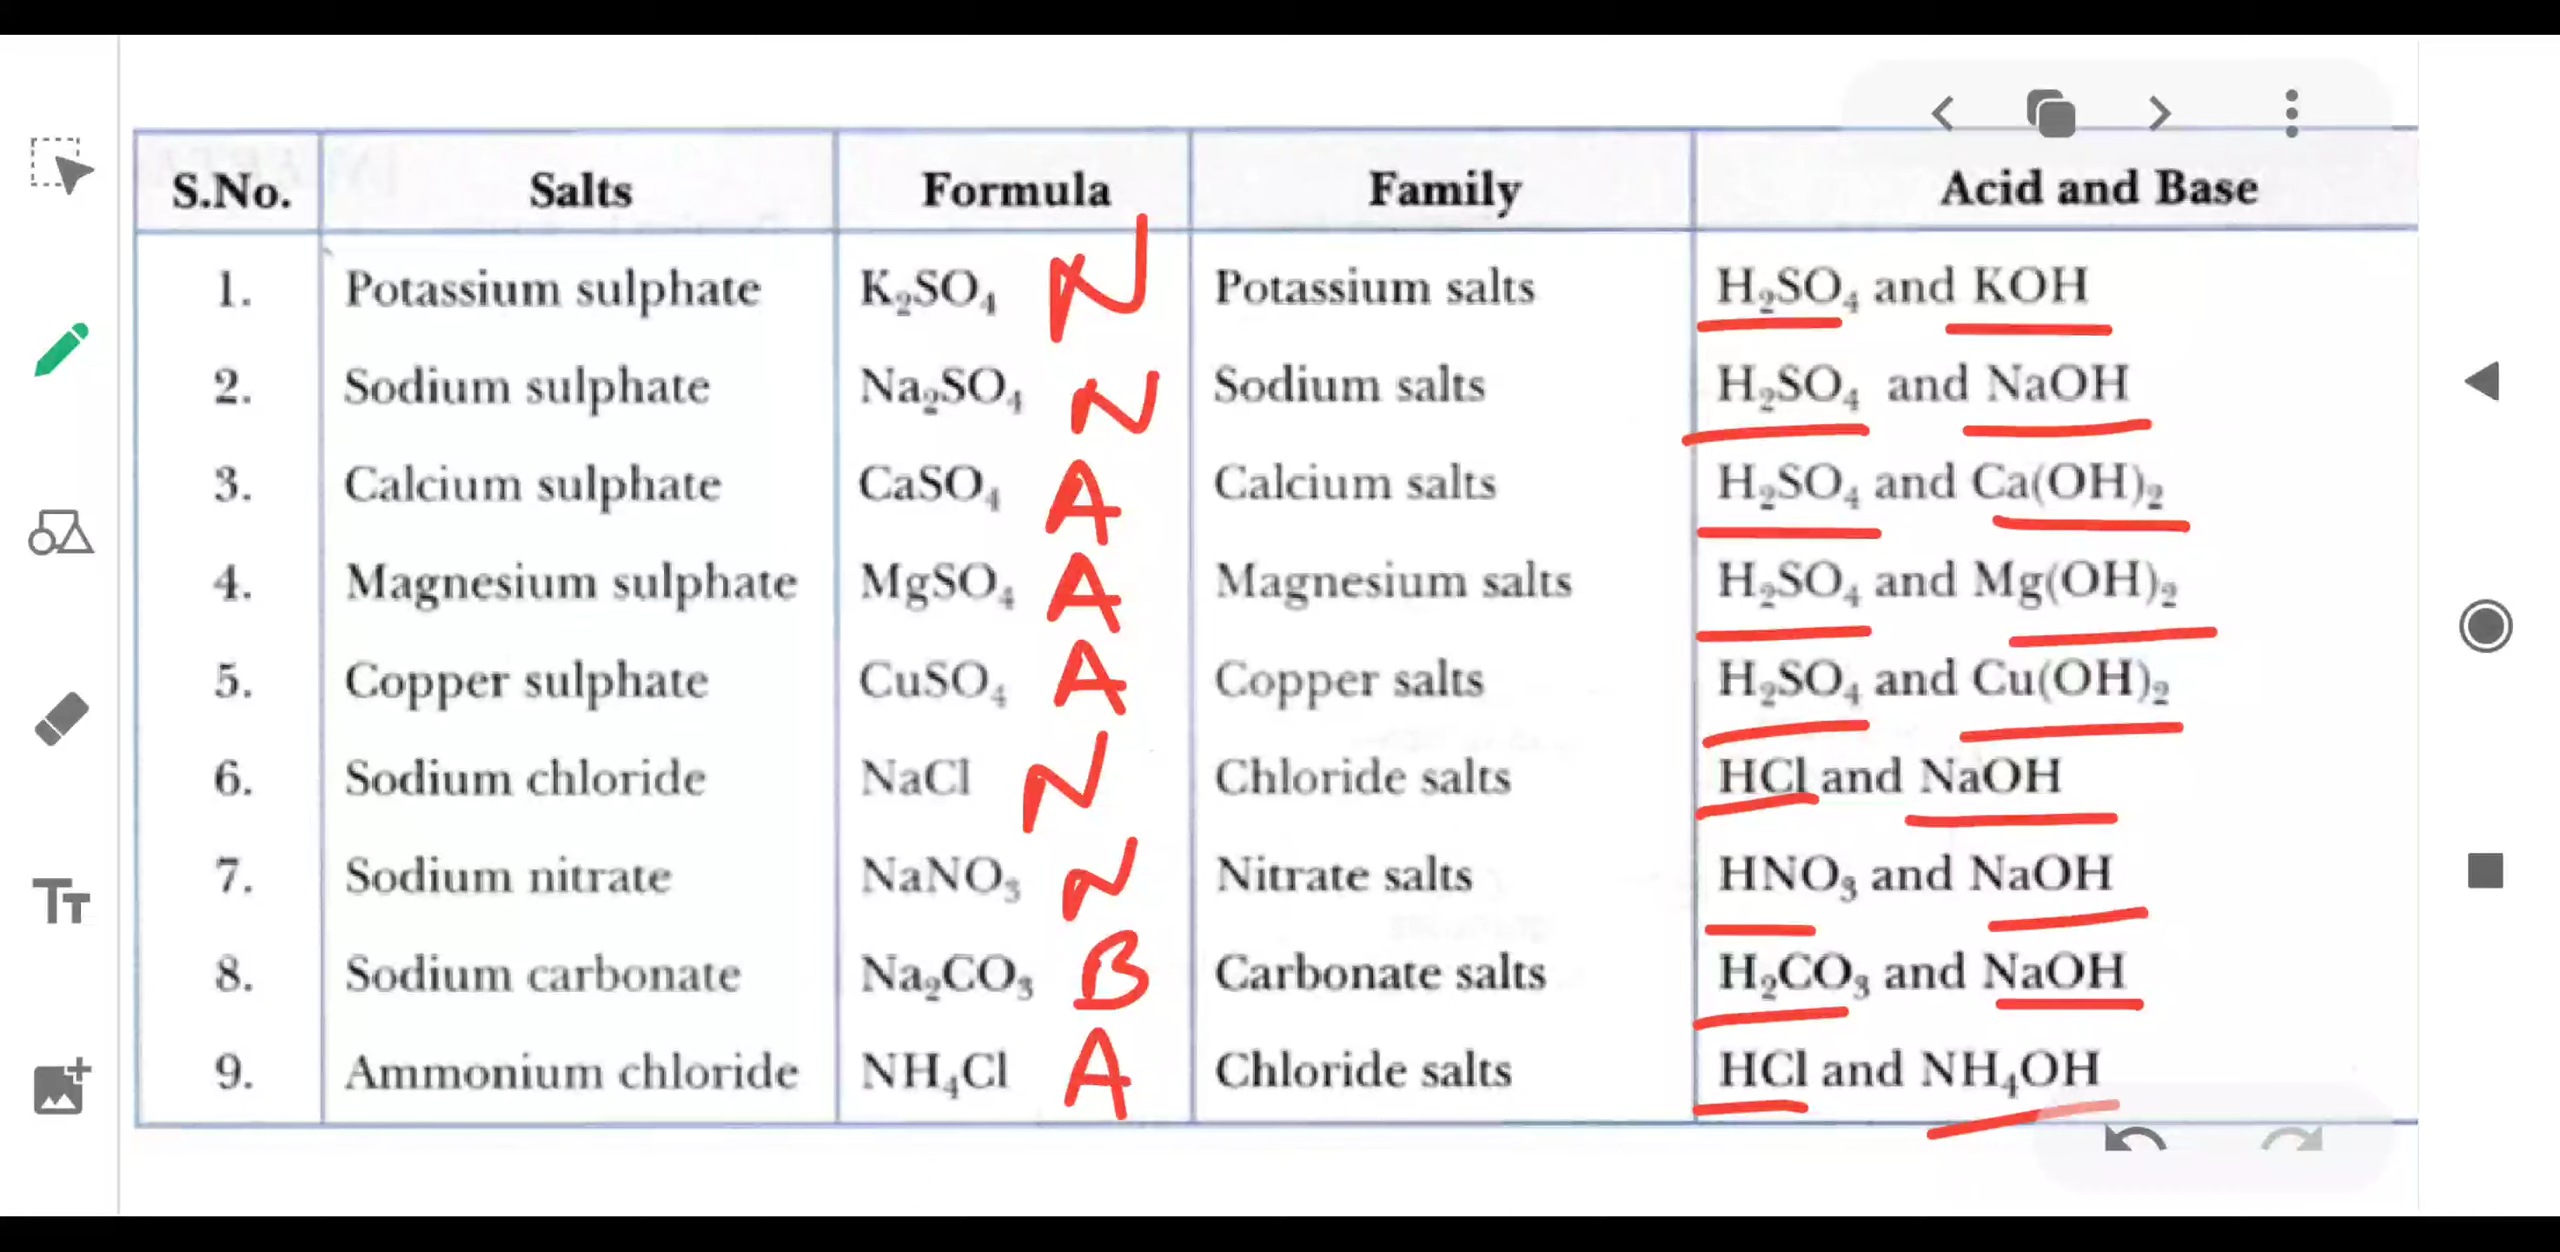 S.No. Salts Formula Family Acid and Base
1. Potassium sulphate K₂SO₄ N Potassium salts H₂SO₄ and KOH
2. Sodium sulphate Na₂SO₄ N Sodium salts H₂SO₄ and NaOH
3. Calcium sulphate CaSO₄ A Calcium salts H₂SO₄ and Ca(OH)₂
4. Magnesium sulphate MgSO₄ A Magnesium salts H₂SO₄ and Mg(OH)₂
5. Copper sulphate CuSO₄ A Copper salts H₂SO₄ and Cu(OH)₂
6. Sodium chloride NaCl N Chloride salts HCl and NaOH
7. Sodium nitrate NaNO₃ N Nitrate salts HNO₃ and NaOH
8. Sodium carbonate Na₂CO₃ B Carbonate salts H₂CO₃ and NaOH
9. Ammonium chloride NH₄Cl A Chloride salts HCl and NH₄OH
Tт